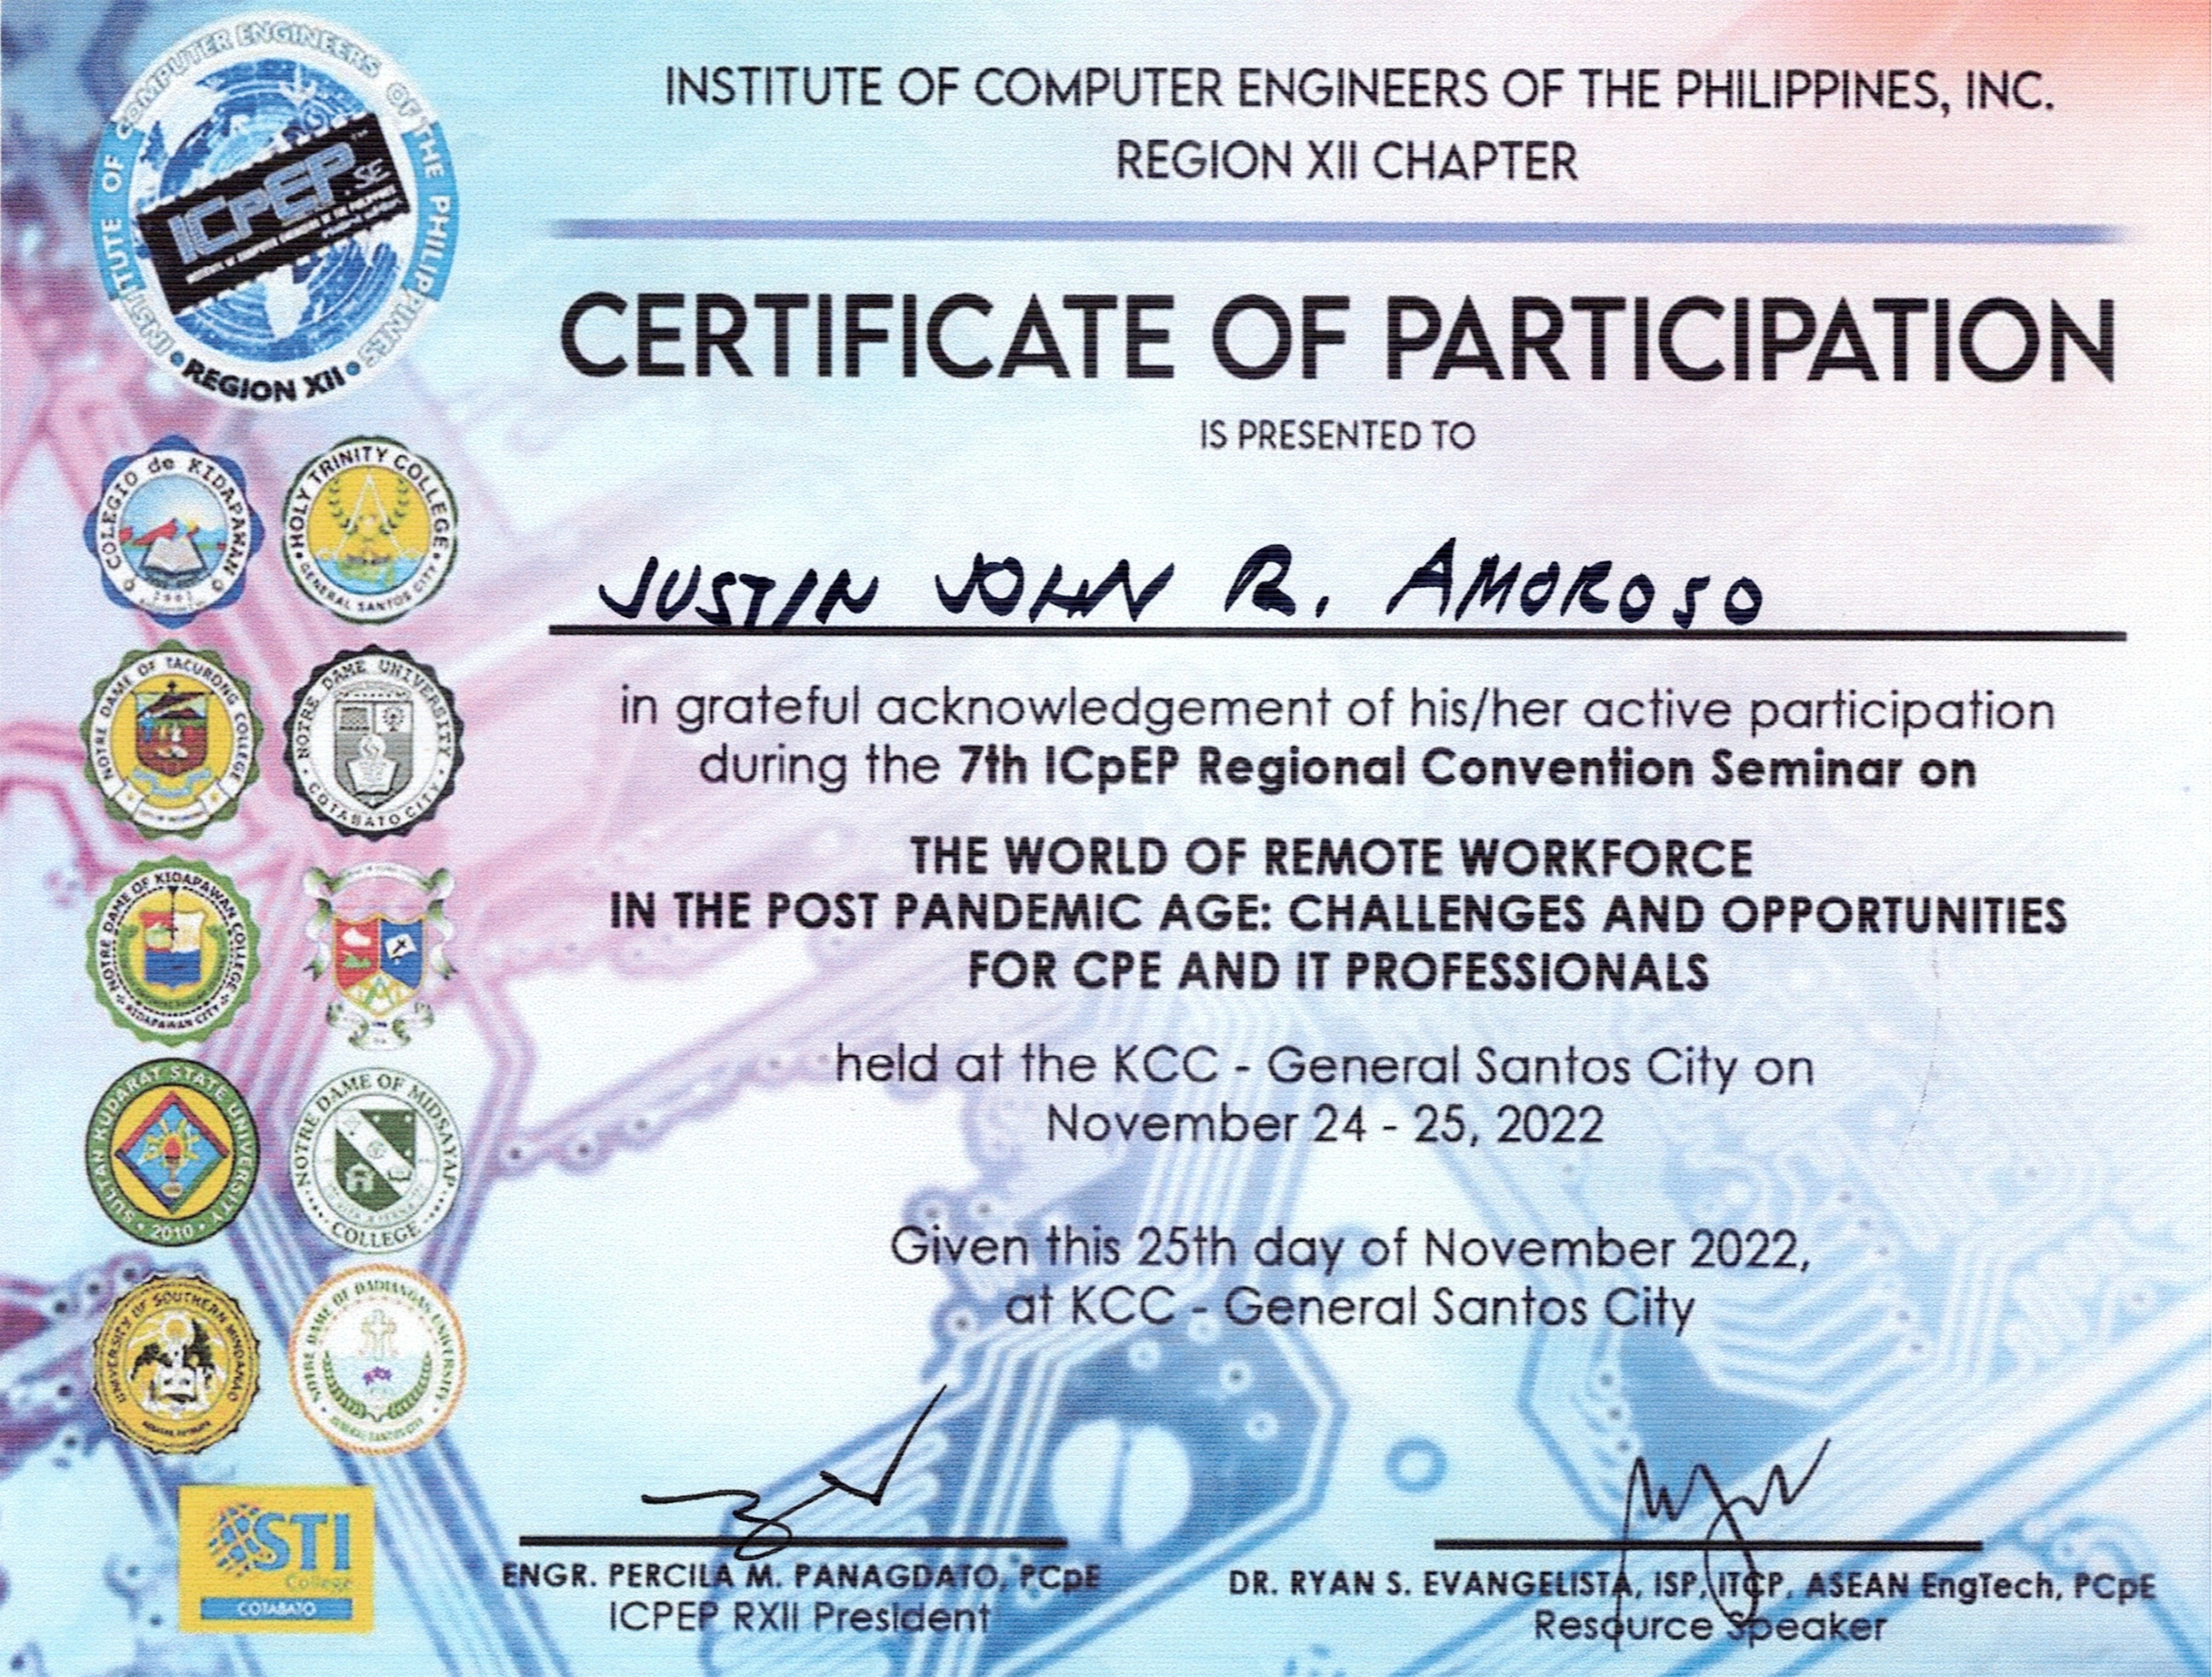 INSTITUTE OF COMPUTER ENGINEERS OF THE PHILIPPINES, INC.
REGION XII CHAPTER
CERTIFICATE OF PARTICIPATION
IS PRESENTED TO
JUSTIN JOHN R. AMOROSO
in grateful acknowledgement of his/her active participation
during the 7th ICpEP Regional Convention Seminar on
THE WORLD OF REMOTE WORKFORCE
IN THE POST PANDEMIC AGE: CHALLENGES AND OPPORTUNITIES
FOR CPE AND IT PROFESSIONALS
held at the KCC - General Santos City on
November 24 - 25, 2022
Given this 25th day of November 2022,
at KCC - General Santos City
ENGR. PERCILA M. PANAGDATO, PCpE
ICPEP RXII President
DR. RYAN S. EVANGELISTA, ISP, ITCP, ASEAN EngTech, PCpE
Resource Speaker
INSTITUTE OF COMPUTER ENGINEERS OF THE PHILIPPINES
ICpEP.SE
REGION XII
COLEGIO de KIDAPAWAN
HOLY TRINITY COLLEGE
GENERAL SANTOS CITY
NOTRE DAME OF TACURONG COLLEGE
NOTRE DAME UNIVERSITY
COTABATO CITY
NOTRE DAME OF KIDAPAWAN COLLEGE
KIDAPAWAN CITY
SULTAN KUDARAT STATE UNIVERSITY
2010
NOTRE DAME OF MIDSAYAP
COLLEGE
UNIVERSITY OF SOUTHERN MINDANAO
NOTRE DAME OF DADIANGAS UNIVERSITY
GENERAL SANTOS CITY
STI
College
COTABATO